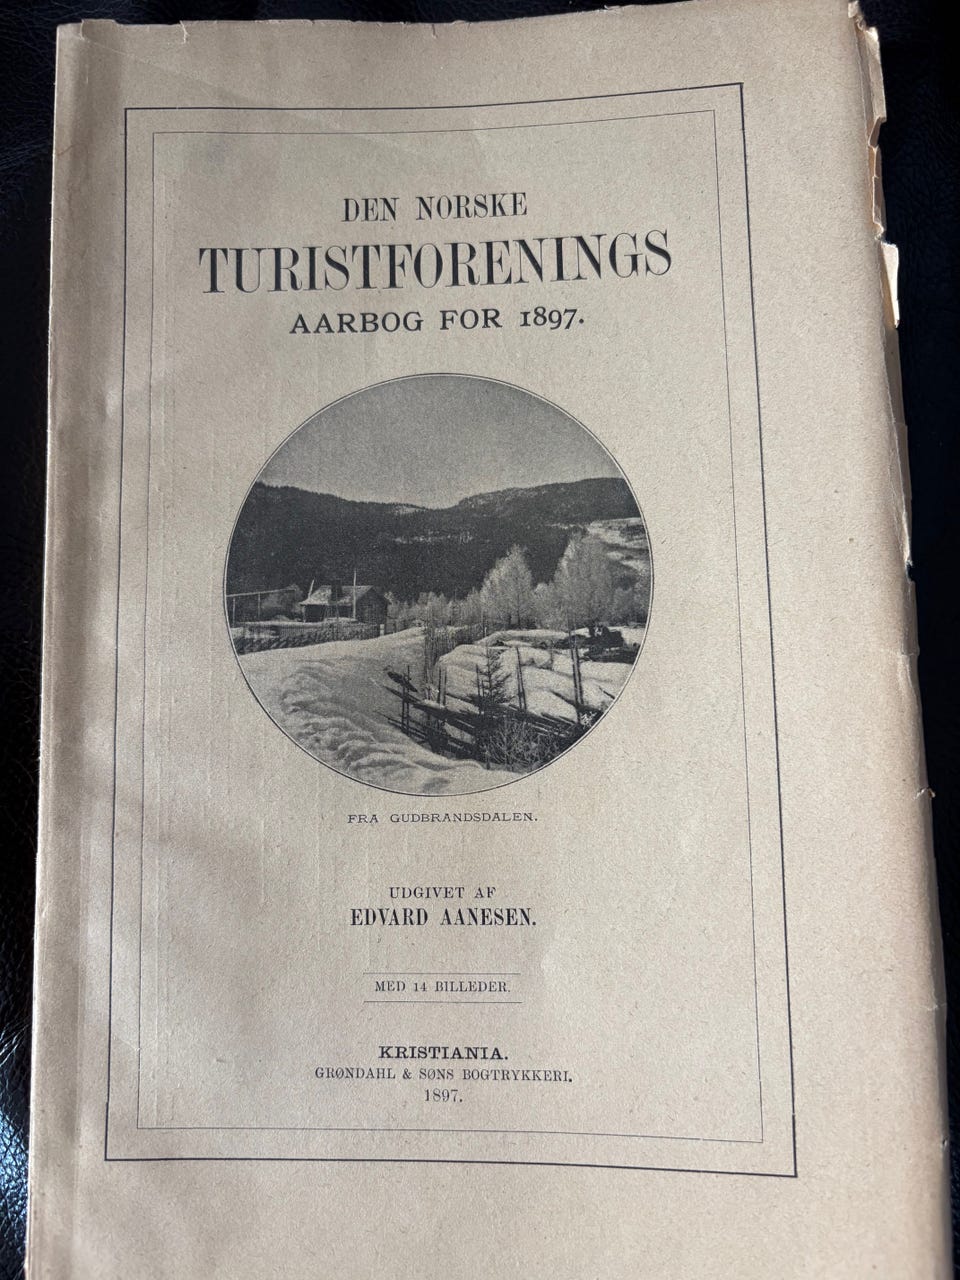 DEN NORSKE
TURISTFORENINGS
AARBOG FOR 1897.
FRA GUDBRANDSDALEN.
UDGIVET AF
EDVARD AANESEN.
MED 14 BILLEDER.
KRISTIANIA.
GRØNDAHL & SØNS BOGTRYKKERI.
1897.